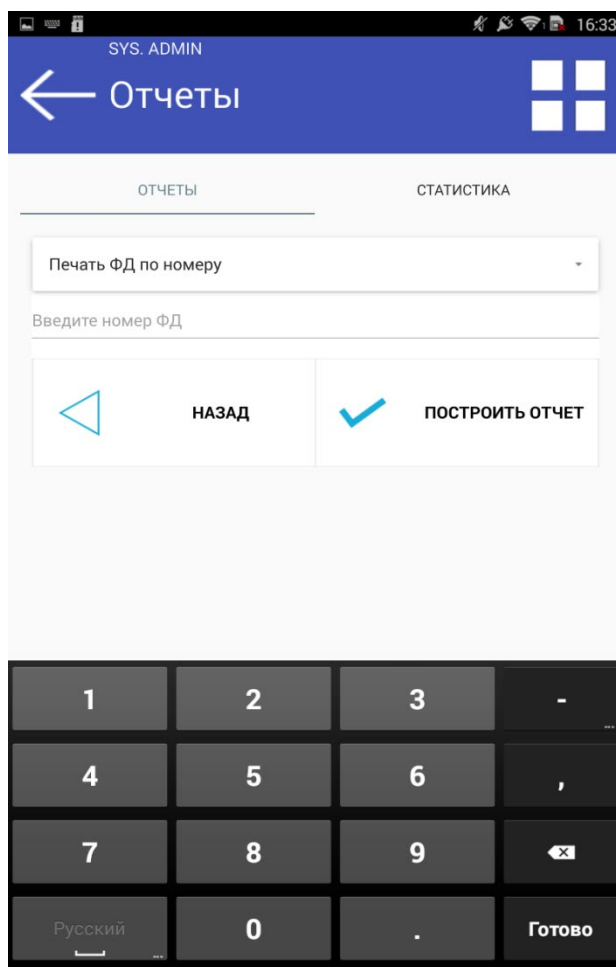 16:33
SYS. ADMIN
Отчеты
ОТЧЕТЫ СТАТИСТИКА
Печать ФД по номеру
Введите номер ФД
НАЗАД ПОСТРОИТЬ ОТЧЕТ
1 2 3 -
4 5 6 ,
7 8 9
Русский 0 . Готово